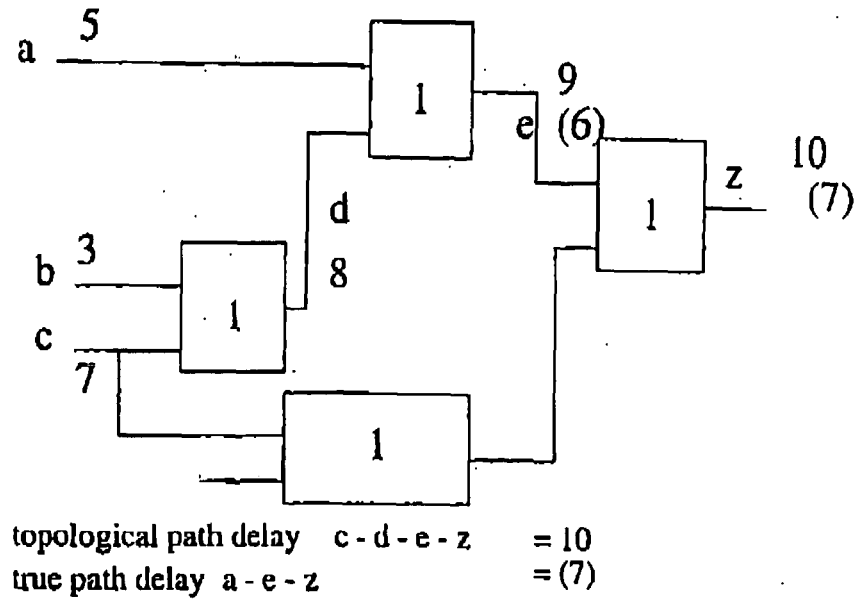 5
a
1
9
e (6)
10
z
(7)
1
d
8
b 3
1
c
7
1
topological path delay c - d - e - z = 10
true path delay a - e - z = (7)